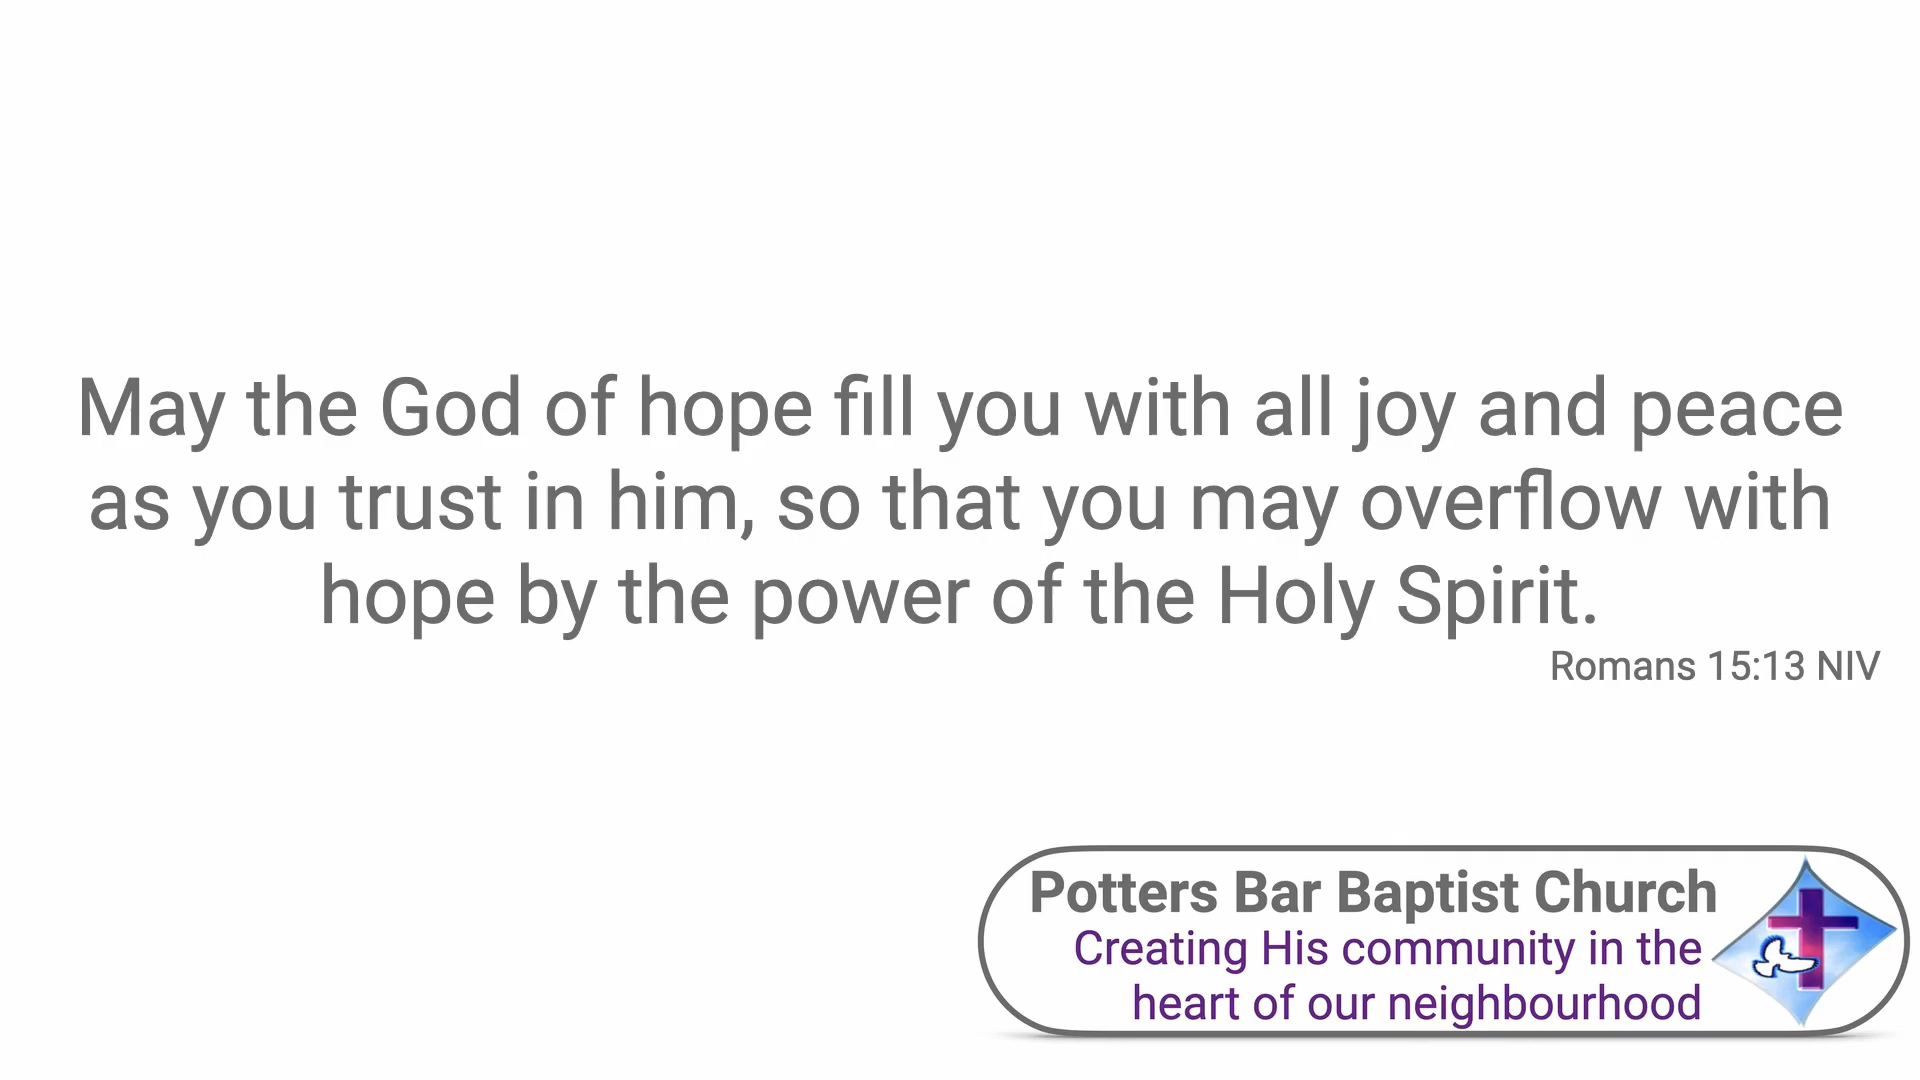 May the God of hope fill you with all joy and peace
as you trust in him, so that you may overflow with
hope by the power of the Holy Spirit.
Romans 15:13 NIV
Potters Bar Baptist Church
Creating His community in the
heart of our neighbourhood